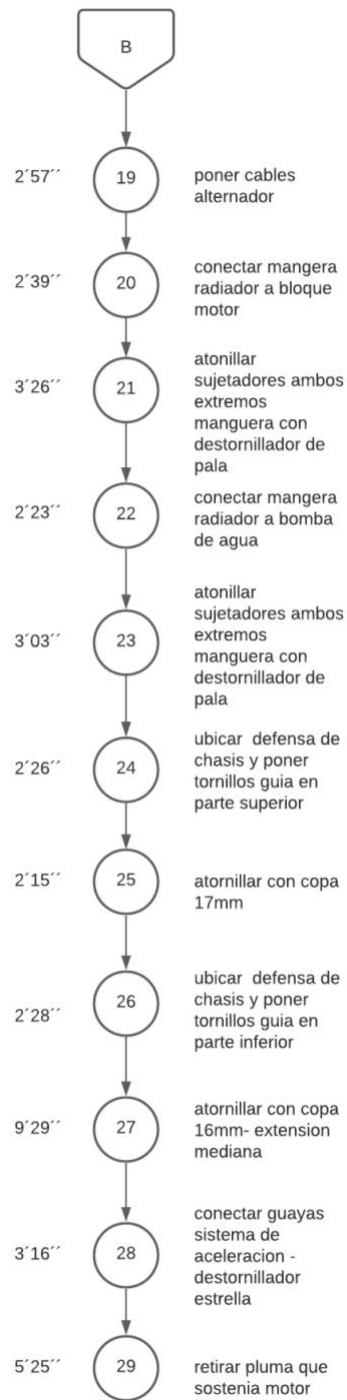 B
2´57´´
19
poner cables
alternador
2´39´´
20
conectar mangera
radiador a bloque
motor
3´26´´
21
atonillar
sujetadores ambos
extremos
manguera con
destornillador de
pala
2´23´´
22
conectar mangera
radiador a bomba
de agua
3´03´´
23
atonillar
sujetadores ambos
extremos
manguera con
destornillador de
pala
2´26´´
24
ubicar defensa de
chasis y poner
tornillos guia en
parte superior
2´15´´
25
atornillar con copa
17mm
2´28´´
26
ubicar defensa de
chasis y poner
tornillos guia en
parte inferior
9´29´´
27
atornillar con copa
16mm- extension
mediana
3´16´´
28
conectar guayas
sistema de
aceleracion -
destornillador
estrella
5´25´´
29
retirar pluma que
sostenia motor